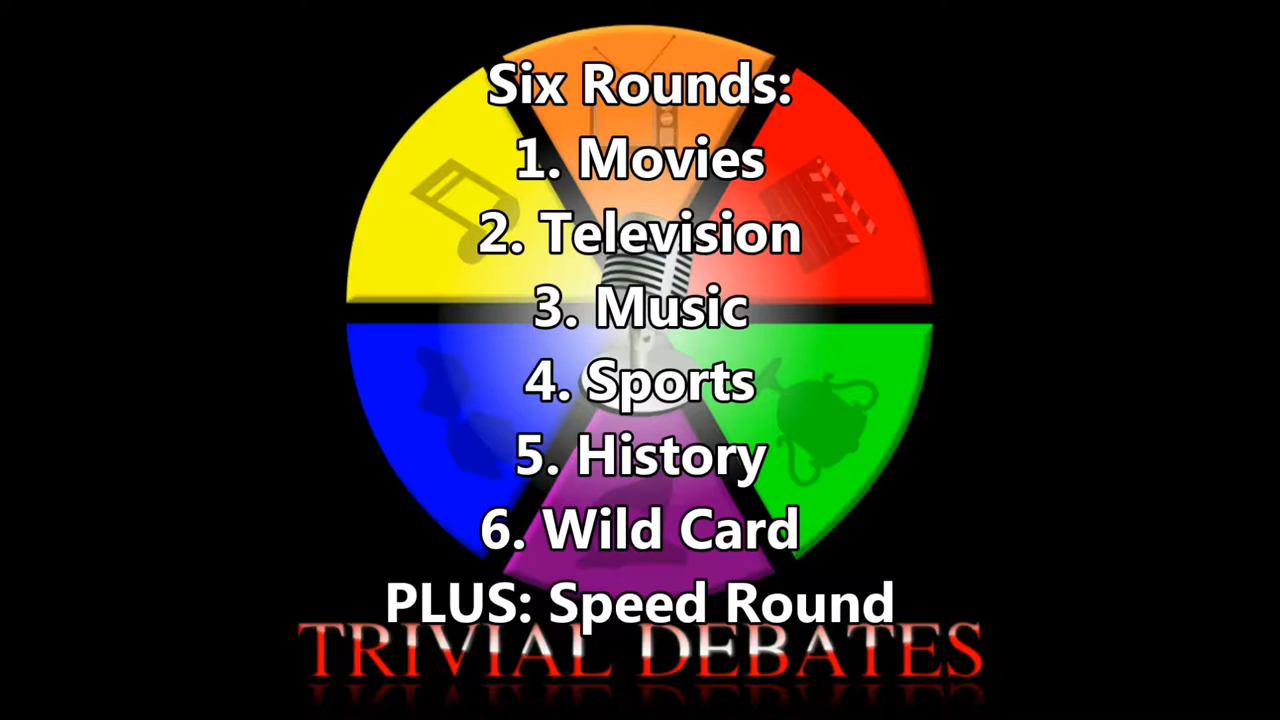 Six Rounds:
1. Movies
2. Television
3. Music
4. Sports
5. History
6. Wild Card
PLUS: Speed Round
TRIVIAL DEBATES